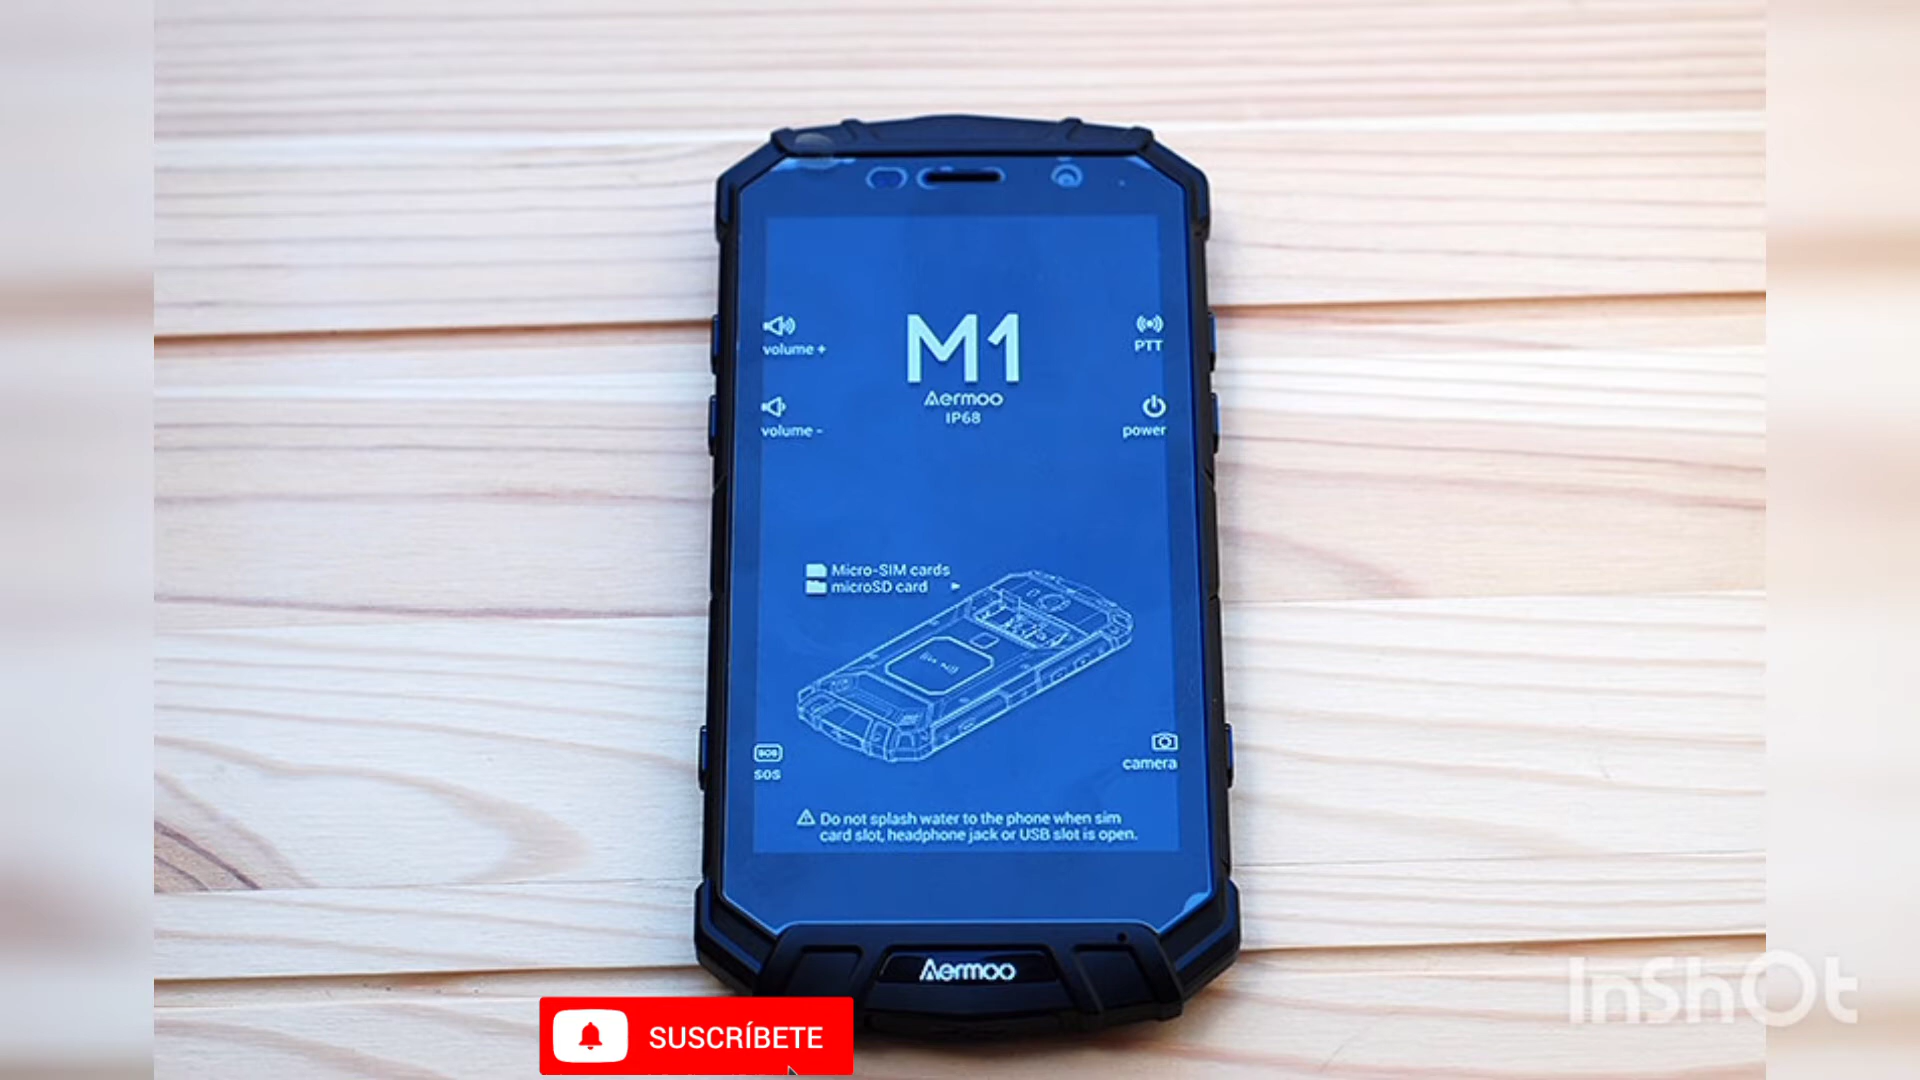 M1
Aermoo
IP68
volume +
PTT
volume -
power
Micro-SIM cards
microSD card
SOS
sos
camera
Do not splash water to the phone when sim
card slot, headphone jack or USB slot is open.
Aermoo
SUSCRÍBETE
InShOt